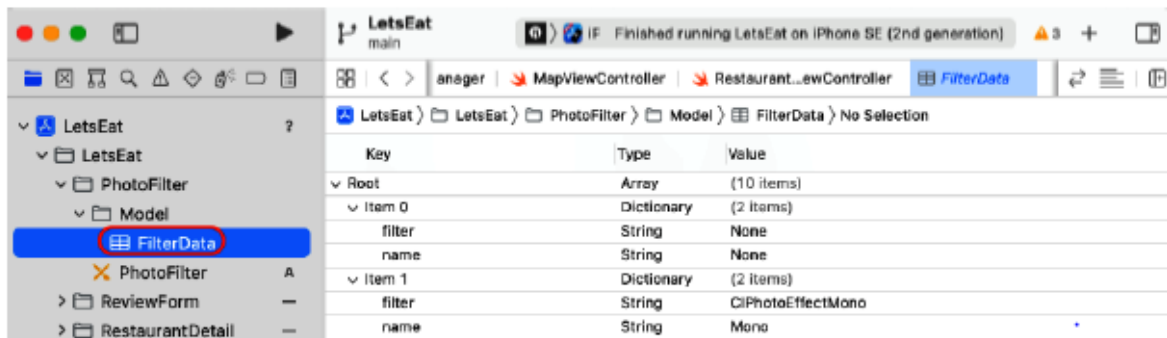 LetsEat
main
iF Finished running LetsEat on iPhone SE (2nd generation)
3
anager
MapViewController
Restaurant...ewController
FilterData
LetsEat
?
LetsEat
PhotoFilter
Model
FilterData
PhotoFilter
A
ReviewForm
RestaurantDetail
LetsEat 〉 LetsEat 〉 PhotoFilter 〉 Model 〉 FilterData 〉 No Selection
Key Type Value
Root Array (10 items)
Item 0 Dictionary (2 items)
filter String None
name String None
Item 1 Dictionary (2 items)
filter String CIPhotoEffectMono
name String Mono